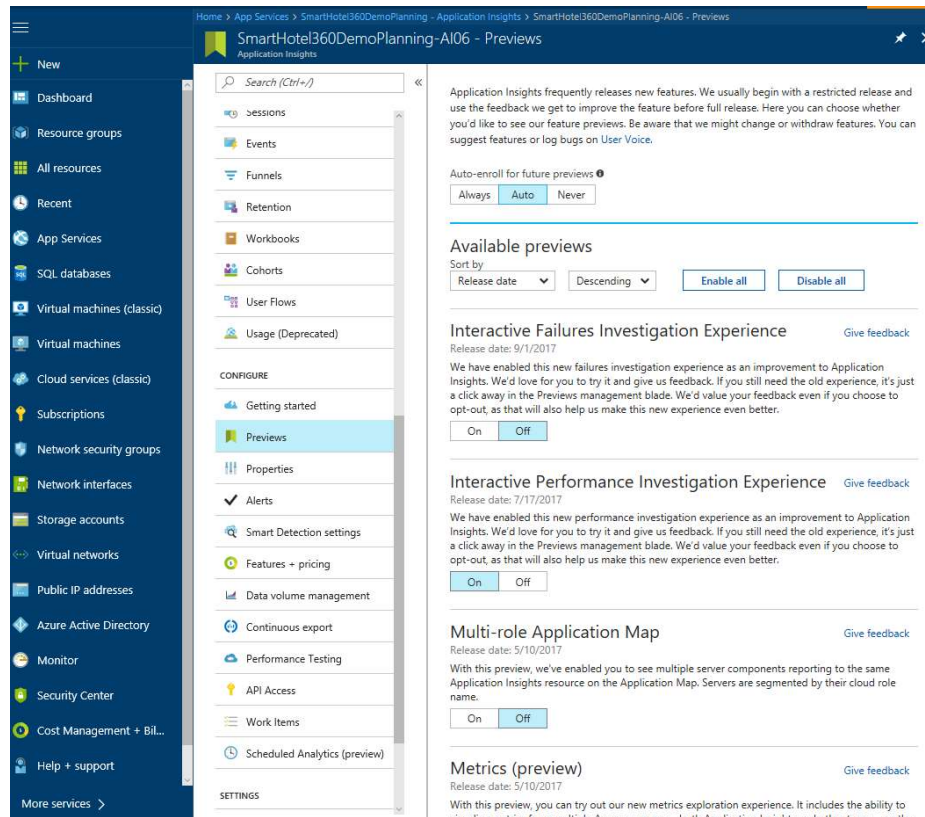 Home > App Services > SmartHotel360DemoPlanning - Application Insights > SmartHotel360DemoPlanning-AI06 - Previews
SmartHotel360DemoPlanning-AI06 - Previews
Application Insights
New
Dashboard
Resource groups
All resources
Recent
App Services
SQL databases
Virtual machines (classic)
Virtual machines
Cloud services (classic)
Subscriptions
Network security groups
Network interfaces
Storage accounts
Virtual networks
Public IP addresses
Azure Active Directory
Monitor
Security Center
Cost Management + Bil...
Help + support
More services >
Search (Ctrl+/)
Sessions
Events
Funnels
Retention
Workbooks
Cohorts
User Flows
Usage (Deprecated)
CONFIGURE
Getting started
Previews
Properties
Alerts
Smart Detection settings
Features + pricing
Data volume management
Continuous export
Performance Testing
API Access
Work Items
Scheduled Analytics (preview)
SETTINGS
Application Insights frequently releases new features. We usually begin with a restricted release and
use the feedback we get to improve the feature before full release. Here you can choose whether
you'd like to see our feature previews. Be aware that we might change or withdraw features. You can
suggest features or log bugs on User Voice.
Auto-enroll for future previews
Always Auto Never
Available previews
Sort by
Release date Descending Enable all Disable all
Interactive Failures Investigation Experience Give feedback
Release date: 9/1/2017
We have enabled this new failures investigation experience as an improvement to Application
Insights. We'd love for you to try it and give us feedback. If you still need the old experience, it's just
a click away in the Previews management blade. We'd value your feedback even if you choose to
opt-out, as that will also help us make this new experience even better.
On Off
Interactive Performance Investigation Experience Give feedback
Release date: 7/17/2017
We have enabled this new performance investigation experience as an improvement to Application
Insights. We'd love for you to try it and give us feedback. If you still need the old experience, it's just
a click away in the Previews management blade. We'd value your feedback even if you choose to
opt-out, as that will also help us make this new experience even better.
On Off
Multi-role Application Map Give feedback
Release date: 5/10/2017
With this preview, we've enabled you to see multiple server components reporting to the same
Application Insights resource on the Application Map. Servers are segmented by their cloud role
name.
On Off
Metrics (preview) Give feedback
Release date: 5/10/2017
With this preview, you can try out our new metrics exploration experience. It includes the ability to